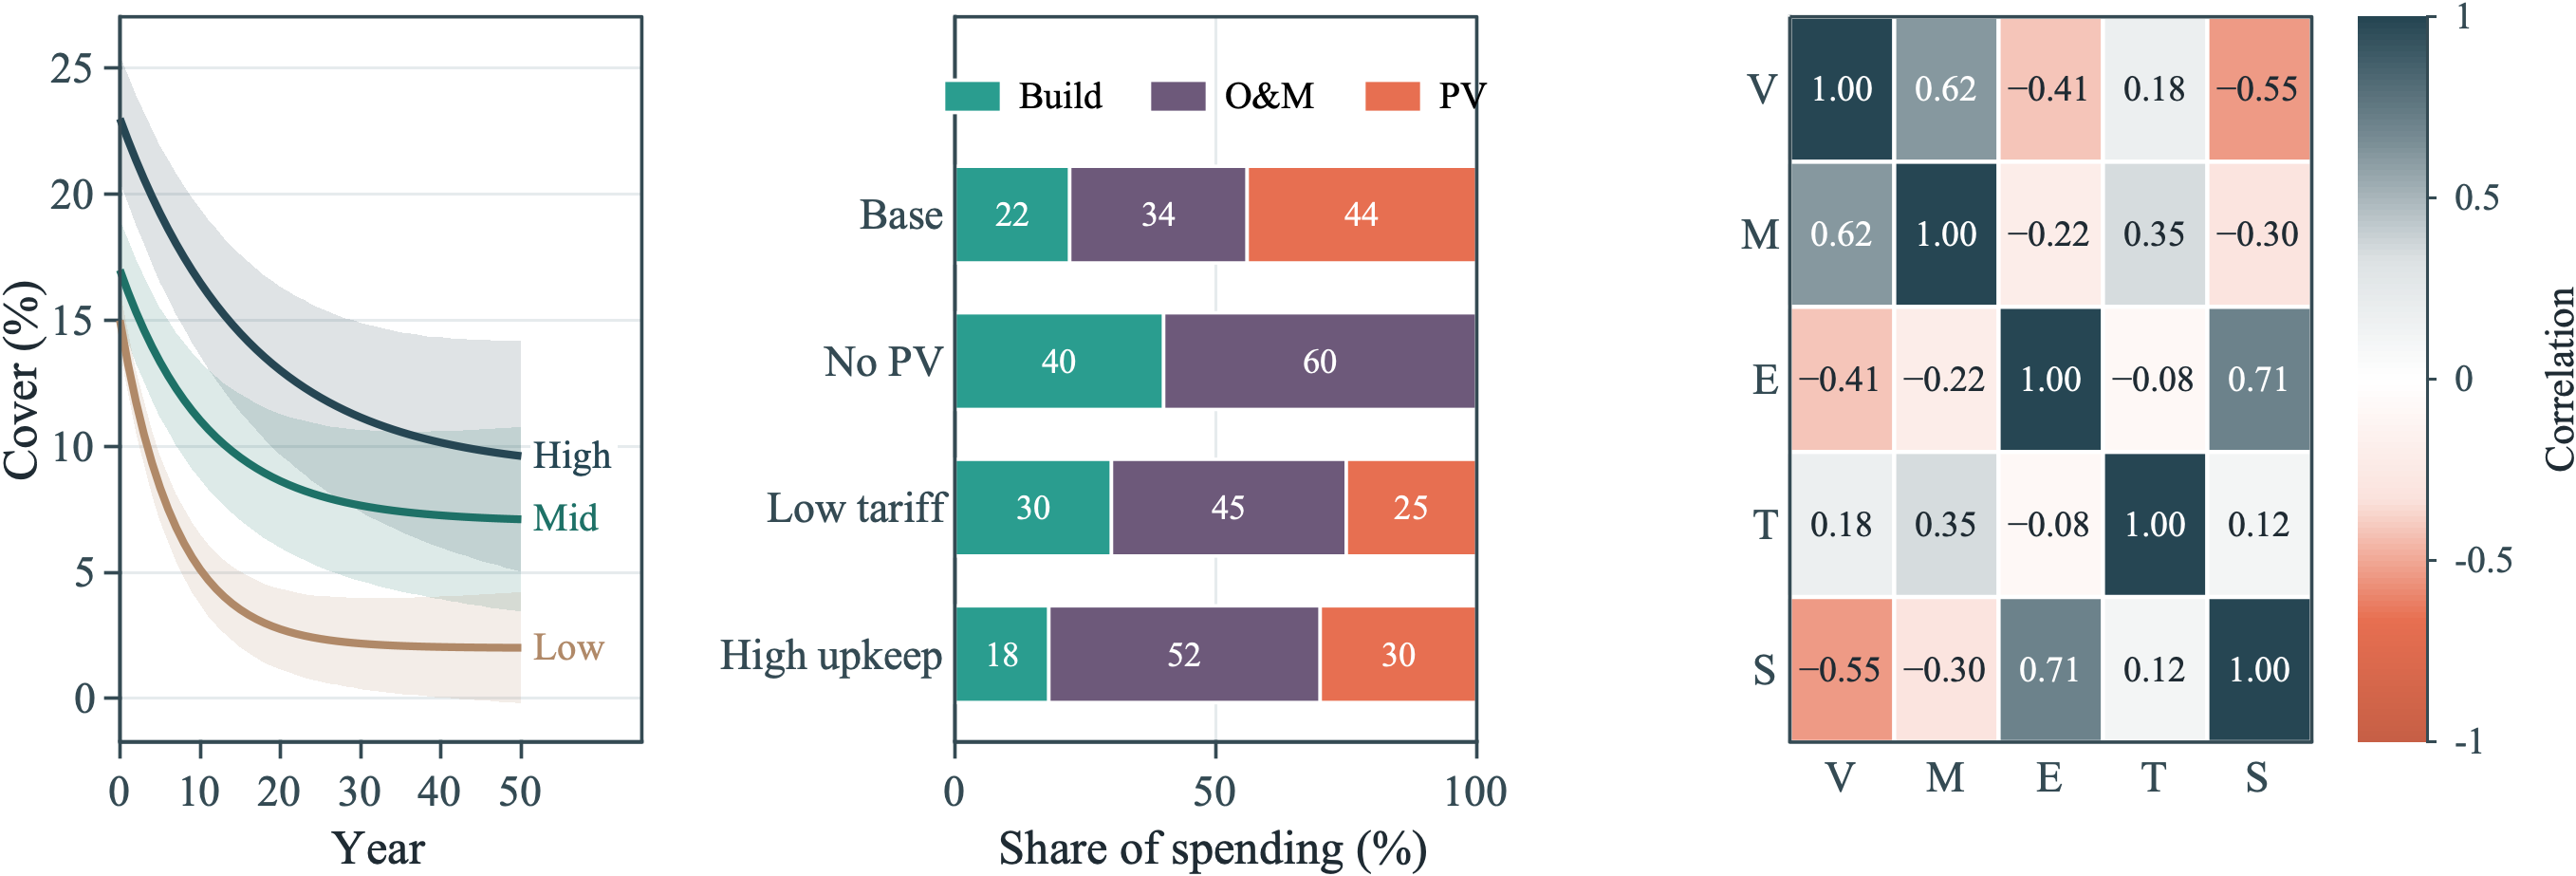 25
20
15
10
5
0
Cover (%)
High
Mid
Low
0 10 20 30 40 50
Year
Build O&M PV
Base 22 34 44
No PV 40 60
Low tariff 30 45 25
High upkeep 18 52 30
0 50 100
Share of spending (%)
V 1.00 0.62 −0.41 0.18 −0.55
M 0.62 1.00 −0.22 0.35 −0.30
E −0.41 −0.22 1.00 −0.08 0.71
T 0.18 0.35 −0.08 1.00 0.12
S −0.55 −0.30 0.71 0.12 1.00
V M E T S
1
0.5
0
-0.5
-1
Correlation